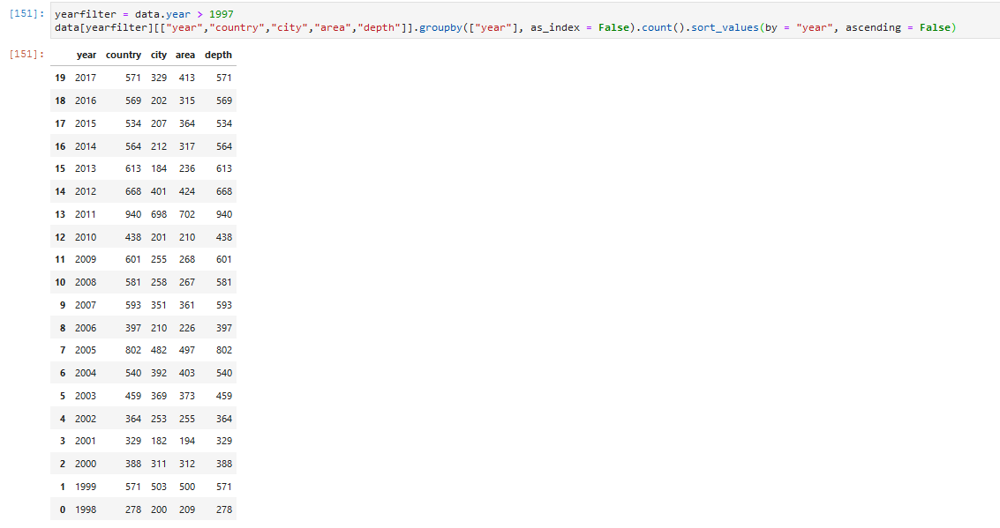 [151]: yearfilter = data.year > 1997
data[yearfilter][["year","country","city","area","depth"]].groupby(["year"], as_index = False).count().sort_values(by = "year", ascending = False)
[151]: year country city area depth
19 2017 571 329 413 571
18 2016 569 202 315 569
17 2015 534 207 364 534
16 2014 564 212 317 564
15 2013 613 184 236 613
14 2012 668 401 424 668
13 2011 940 698 702 940
12 2010 438 201 210 438
11 2009 601 255 268 601
10 2008 581 258 267 581
9 2007 593 351 361 593
8 2006 397 210 226 397
7 2005 802 482 497 802
6 2004 540 392 403 540
5 2003 459 369 373 459
4 2002 364 253 255 364
3 2001 329 182 194 329
2 2000 388 311 312 388
1 1999 571 503 500 571
0 1998 278 200 209 278